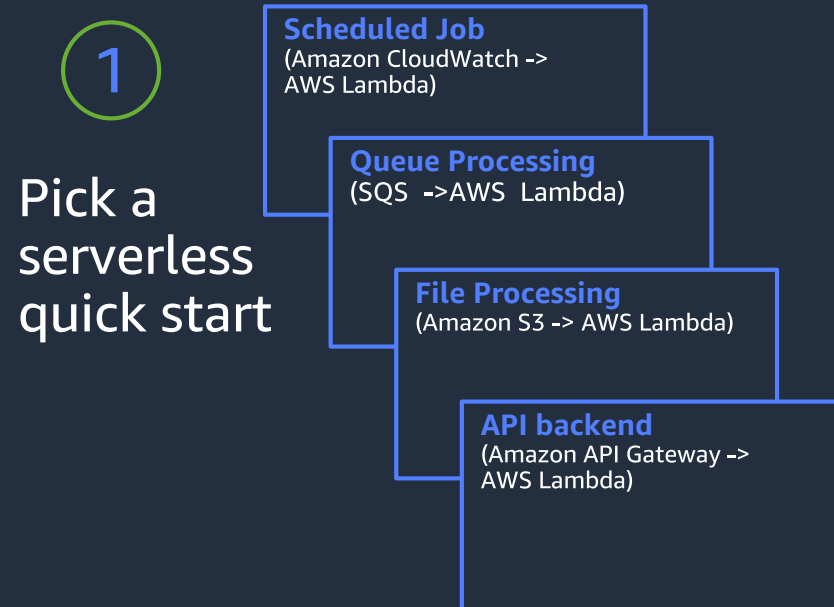 1
Pick a
serverless
quick start
Scheduled Job
(Amazon CloudWatch ->
AWS Lambda)
Queue Processing
(SQS ->AWS Lambda)
File Processing
(Amazon S3 -> AWS Lambda)
API backend
(Amazon API Gateway ->
AWS Lambda)